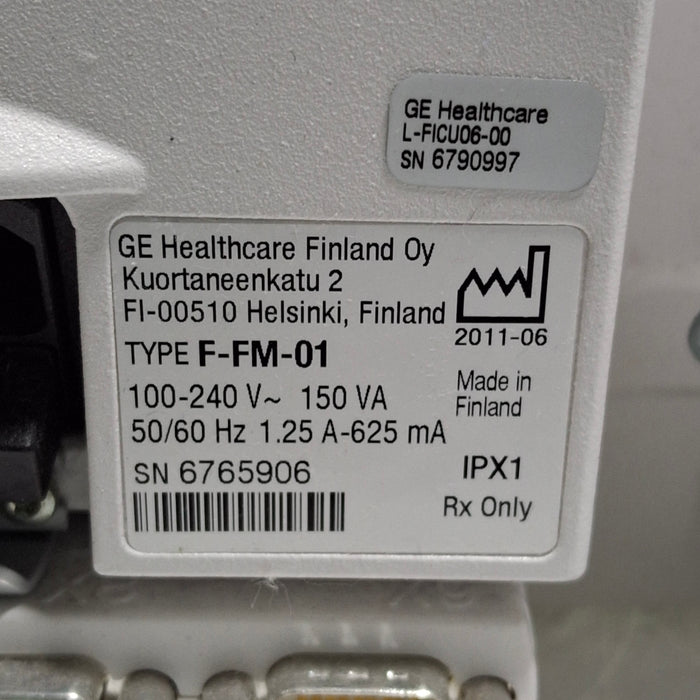 GE Healthcare
L-FICU06-00
SN 6790997
GE Healthcare Finland Oy
Kuortaneenkatu 2
FI-00510 Helsinki, Finland
2011-06
TYPE F-FM-01
Made in
Finland
100-240 V~ 150 VA
50/60 Hz 1.25 A-625 mA
SN 6765906
IPX1
Rx Only